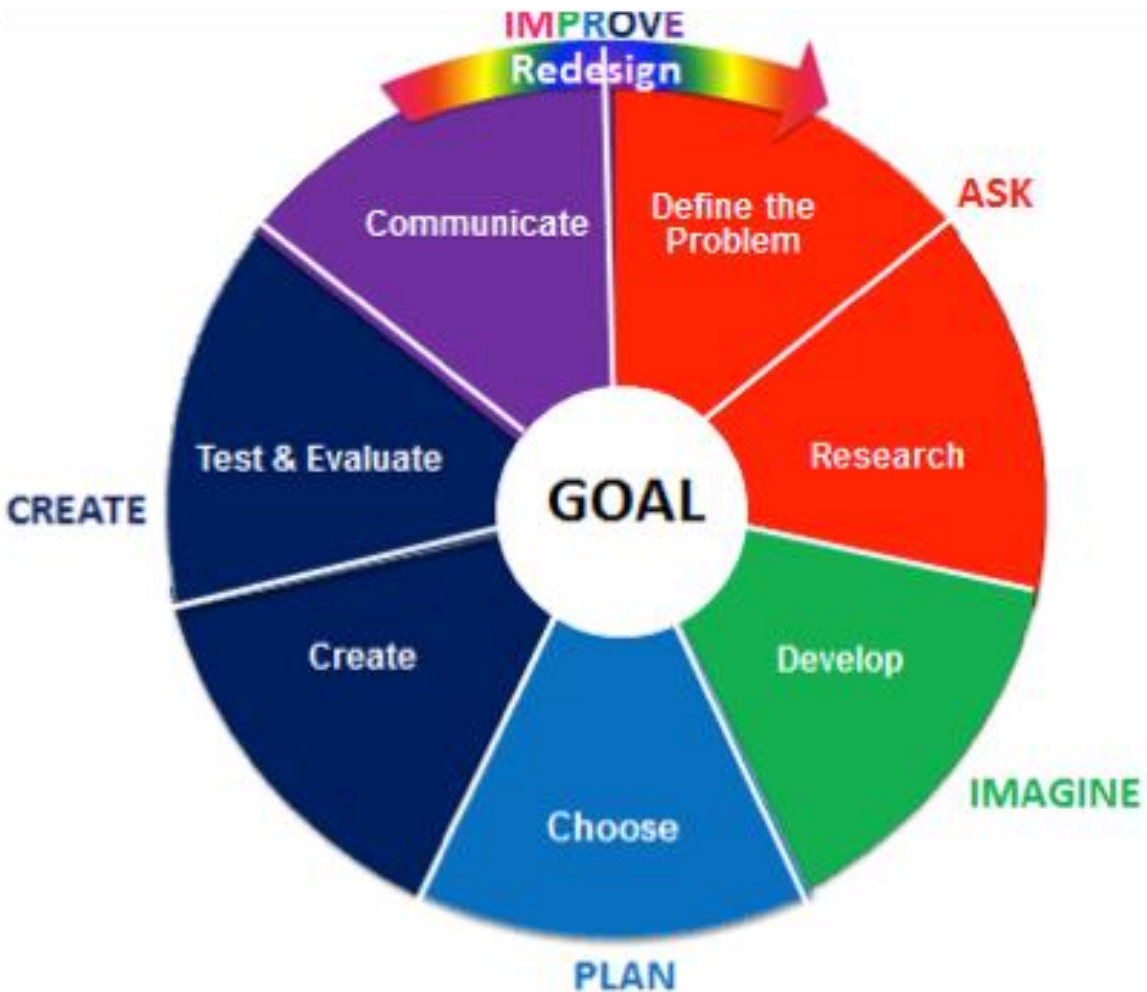 IMPROVE
Redesign
Communicate
Define the
Problem
ASK
Research
Test & Evaluate
GOAL
CREATE
Create
Develop
IMAGINE
Choose
PLAN